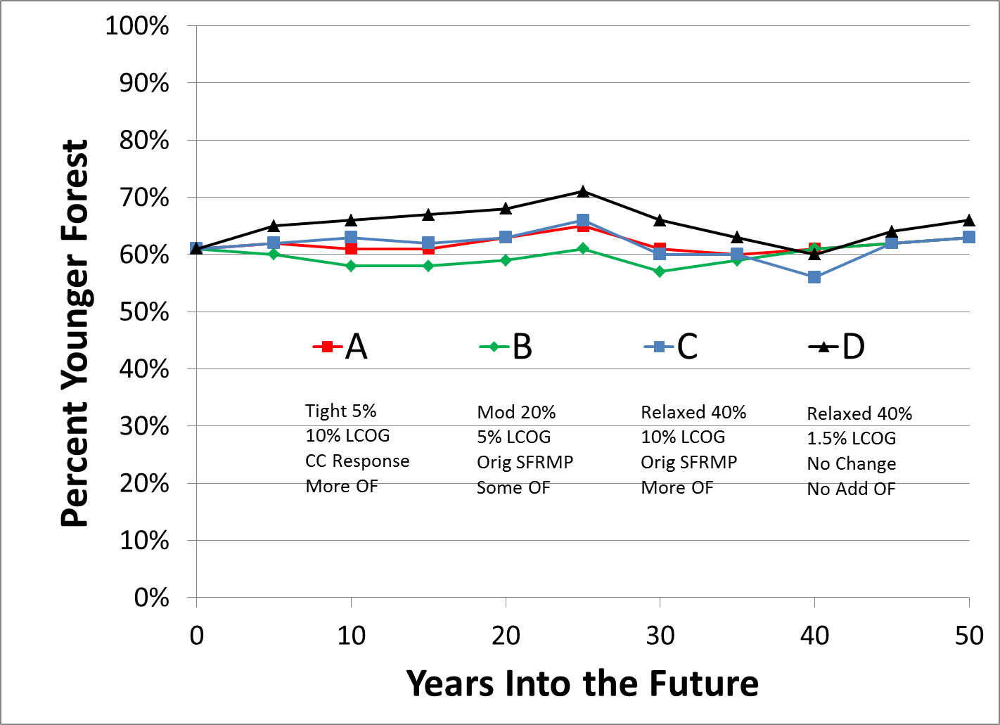 100%
90%
80%
70%
60%
50%
40%
30%
20%
10%
0%
Percent Younger Forest
A B C D
Tight 5%
10% LCOG
CC Response
More OF
Mod 20%
5% LCOG
Orig SFRMP
Some OF
Relaxed 40%
10% LCOG
Orig SFRMP
More OF
Relaxed 40%
1.5% LCOG
No Change
No Add OF
0 10 20 30 40 50
Years Into the Future